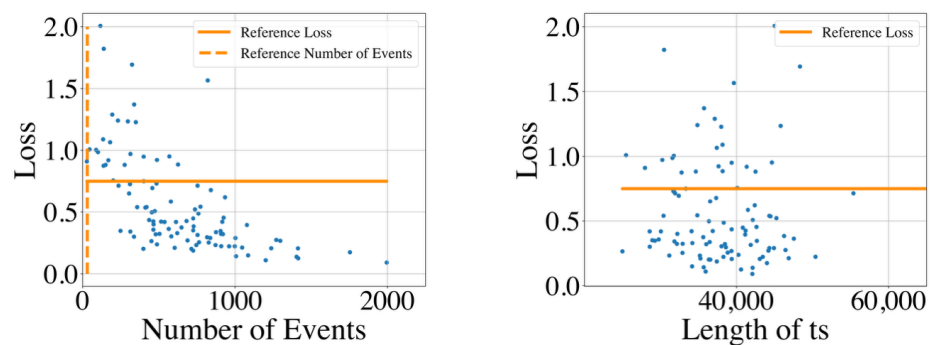 2.0
1.5
1.0
0.5
0.0
Loss
0
1000
2000
Number of Events
Reference Loss
Reference Number of Events
2.0
1.5
1.0
0.5
0.0
Loss
40,000
60,000
Length of ts
Reference Loss